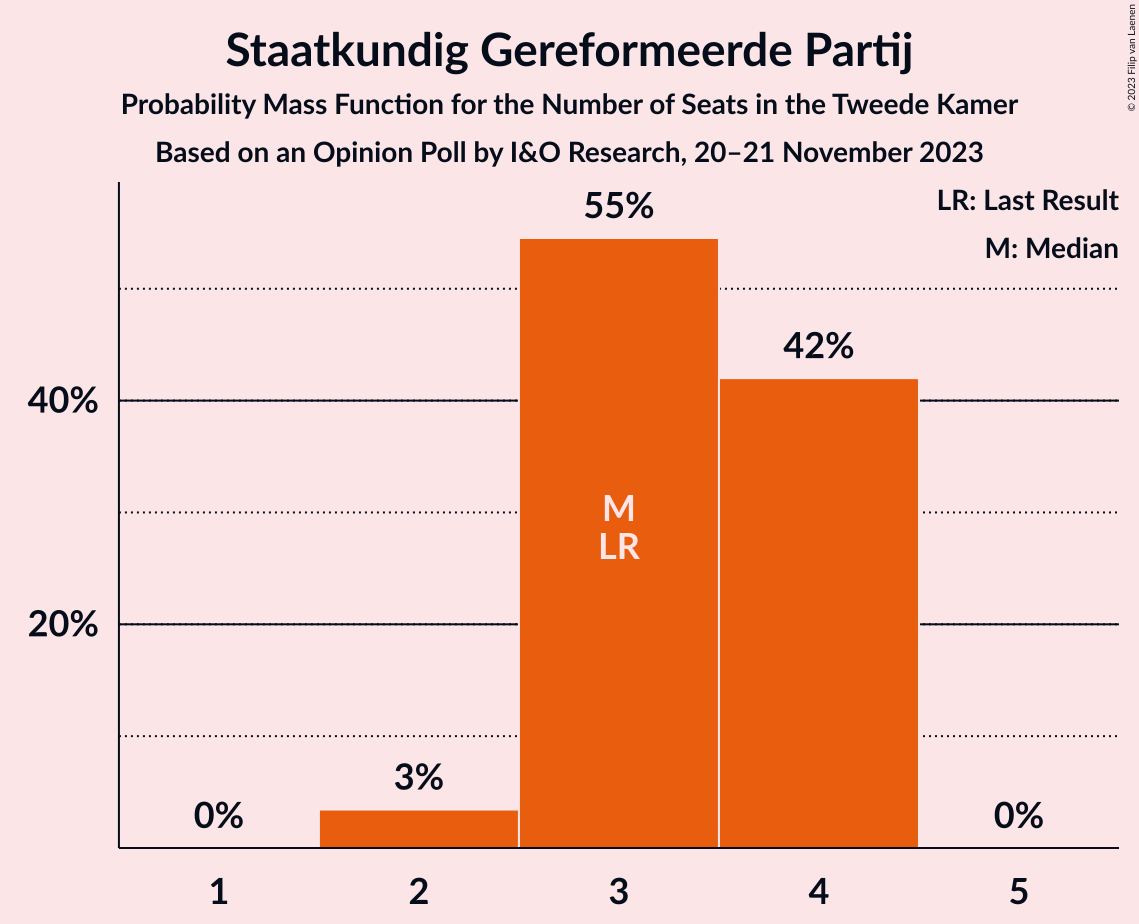 Staatkundig Gereformeerde Partij
Probability Mass Function for the Number of Seats in the Tweede Kamer
Based on an Opinion Poll by I&O Research, 20–21 November 2023
© 2023 Filip van Laenen
LR: Last Result
M: Median
55%
42%
40%
M
LR
20%
3%
0%
0%
1
2
3
4
5